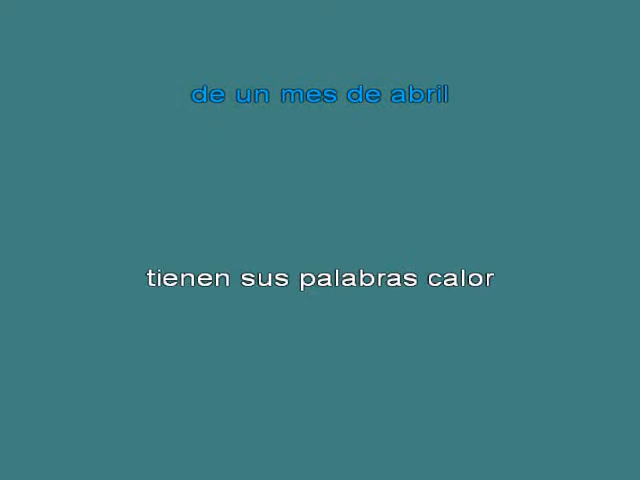 de un mes de abril
tienen sus palabras calor